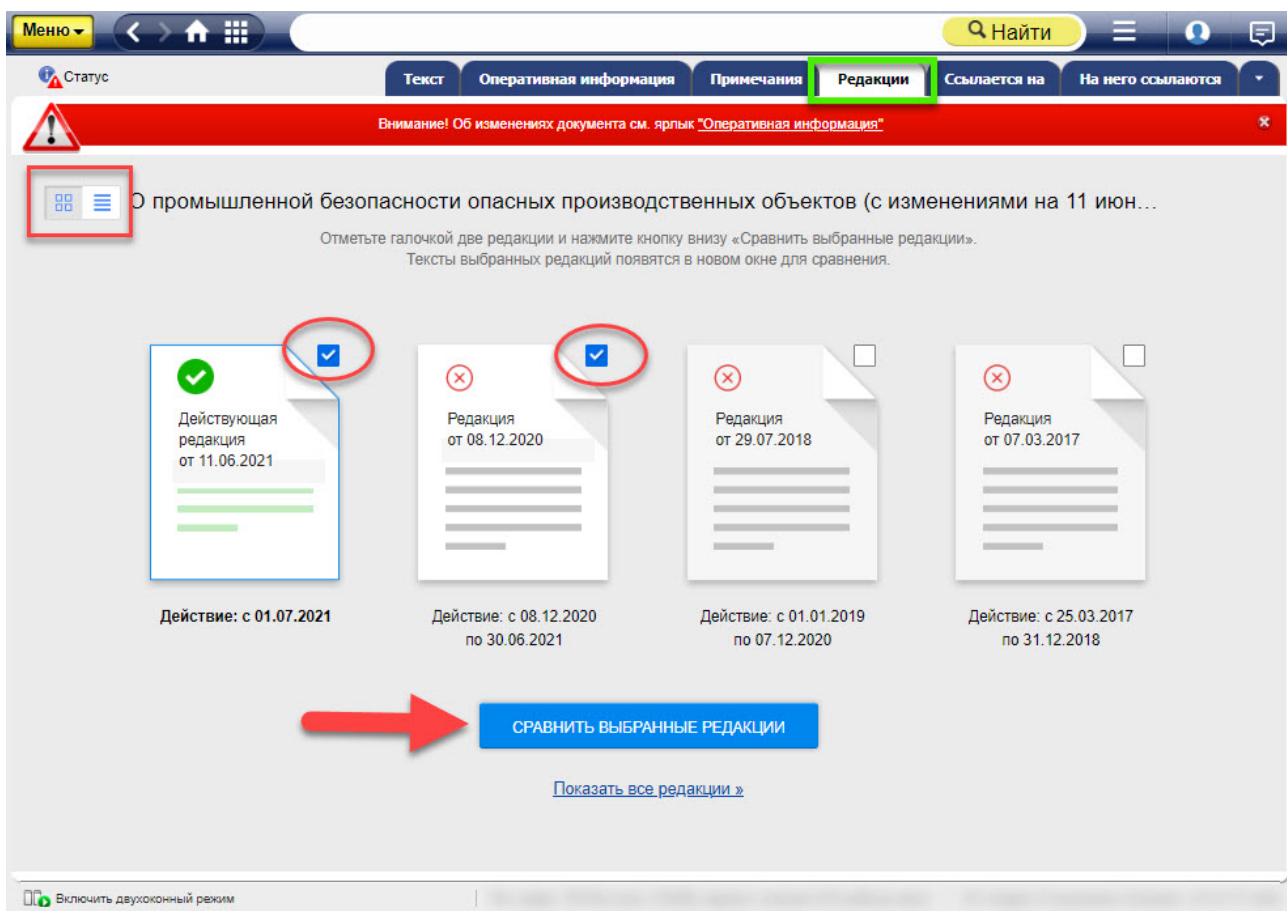 Меню
Найти
Статус
Текст
Оперативная информация
Примечания
Редакции
Ссылается на
На него ссылаются
Внимание! Об изменениях документа см. ярлык "Оперативная информация"
О промышленной безопасности опасных производственных объектов (с изменениями на 11 июн...
Отметьте галочкой две редакции и нажмите кнопку внизу «Сравнить выбранные редакции».
Тексты выбранных редакций появятся в новом окне для сравнения.
Действующая
редакция
от 11.06.2021
Действие: с 01.07.2021
Редакция
от 08.12.2020
Действие: с 08.12.2020
по 30.06.2021
Редакция
от 29.07.2018
Действие: с 01.01.2019
по 07.12.2020
Редакция
от 07.03.2017
Действие: с 25.03.2017
по 31.12.2018
СРАВНИТЬ ВЫБРАННЫЕ РЕДАКЦИИ
Показать все редакции »
Включить двухоконный режим